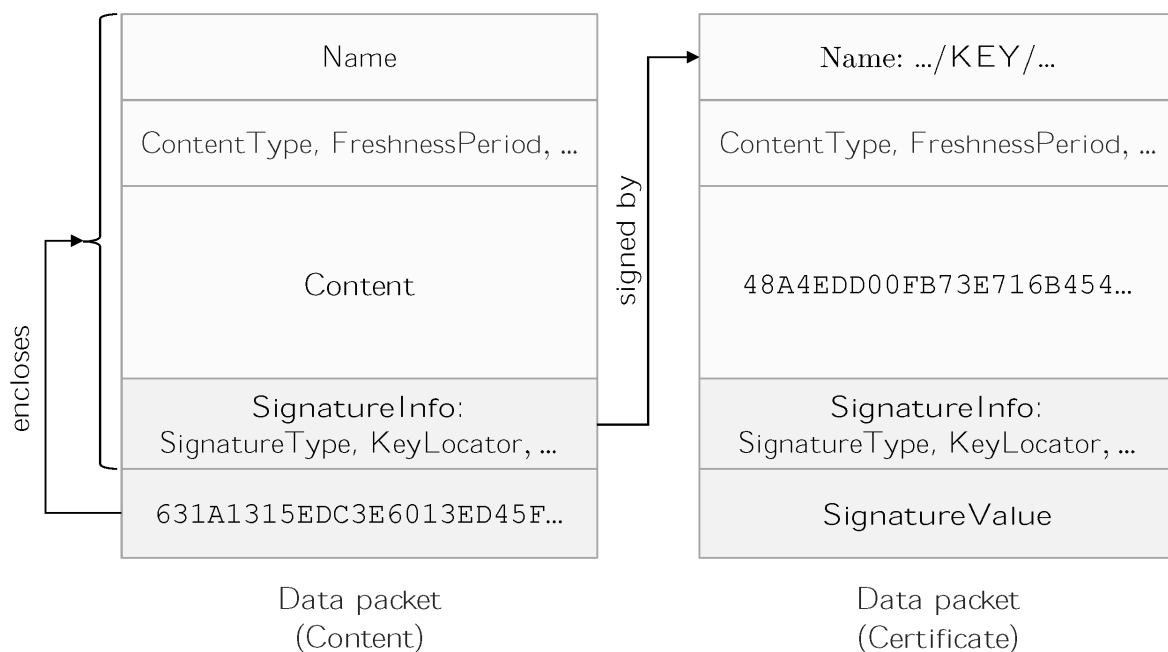 Name
ContentType, FreshnessPeriod, ...
Content
SignatureInfo:
SignatureType, KeyLocator, ...
631A1315EDC3E6013ED45F...
Data packet
(Content)
encloses
signed by
Name: .../KEY/...
ContentType, FreshnessPeriod, ...
48A4EDD00FB73E716B454...
SignatureInfo:
SignatureType, KeyLocator, ...
SignatureValue
Data packet
(Certificate)